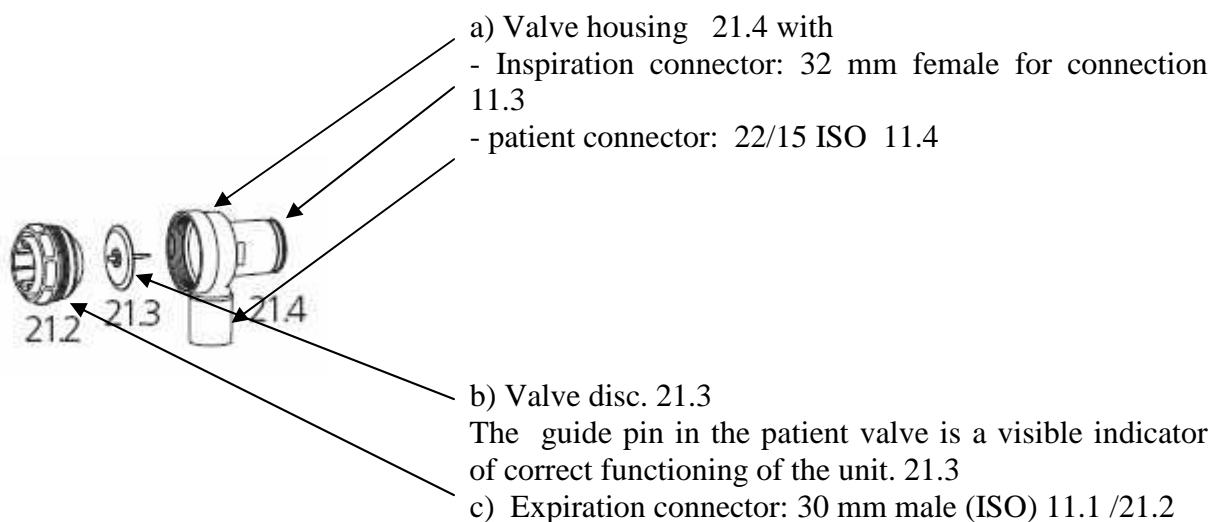 a) Valve housing 21.4 with
- Inspiration connector: 32 mm female for connection
11.3
- patient connector: 22/15 ISO 11.4
21.2 21.3 21.4
b) Valve disc. 21.3
The guide pin in the patient valve is a visible indicator
of correct functioning of the unit. 21.3
c) Expiration connector: 30 mm male (ISO) 11.1 /21.2